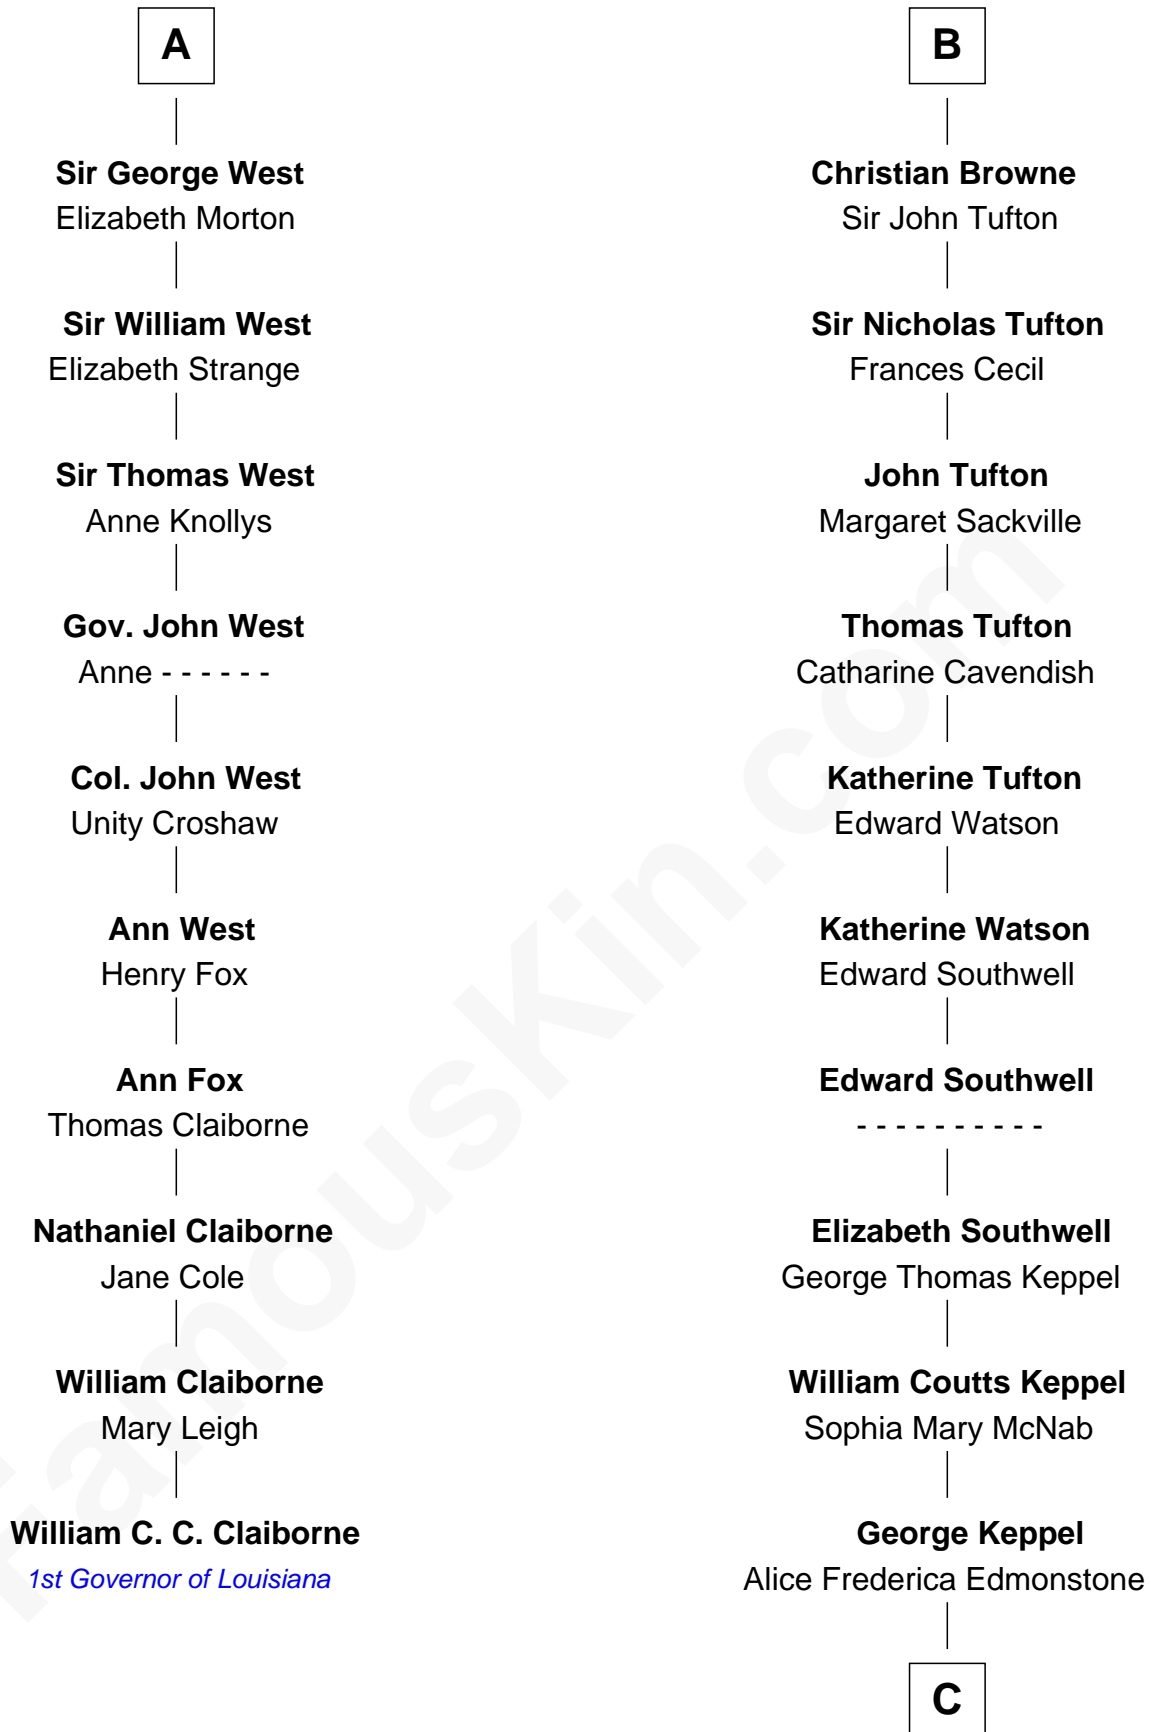 A
Sir George West
Elizabeth Morton
Sir William West
Elizabeth Strange
Sir Thomas West
Anne Knollys
Gov. John West
Anne - - - - - -
Col. John West
Unity Croshaw
Ann West
Henry Fox
Ann Fox
Thomas Claiborne
Nathaniel Claiborne
Jane Cole
William Claiborne
Mary Leigh
William C. C. Claiborne
1st Governor of Louisiana
B
Christian Browne
Sir John Tufton
Sir Nicholas Tufton
Frances Cecil
John Tufton
Margaret Sackville
Thomas Tufton
Catharine Cavendish
Katherine Tufton
Edward Watson
Katherine Watson
Edward Southwell
Edward Southwell
- - - - - - - - - -
Elizabeth Southwell
George Thomas Keppel
William Coutts Keppel
Sophia Mary McNab
George Keppel
Alice Frederica Edmonstone
C
FamousKin.com